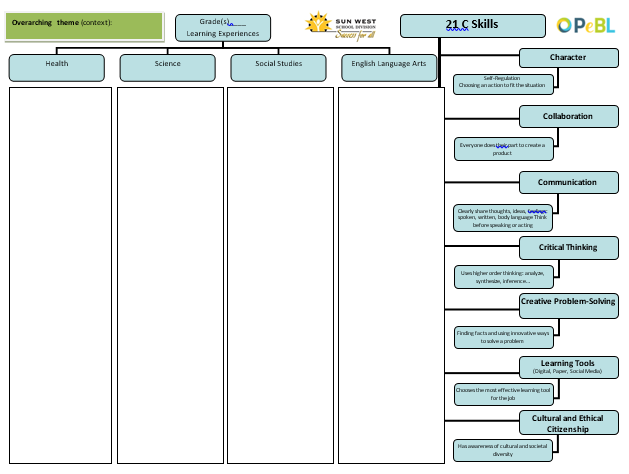 Overarching theme (context):
Grade(s)_____
Learning Experiences
SUN WEST
SCHOOL DIVISION
Success for all
21 C Skills
OPeBL
Health
Science
Social Studies
English Language Arts
Character
Self-Regulation
Choosing an action to fit the situation
Collaboration
Everyone does their part to create a
product
Communication
Clearly share thoughts, ideas, feelings:
spoken, written, body language Think
before speaking or acting
Critical Thinking
Uses higher order thinking: analyze,
synthesize, inference...
Creative Problem-Solving
Finding facts and using innovative ways
to solve a problem
Learning Tools
(Digital, Paper, Social Media)
Chooses the most effective learning tool
for the job
Cultural and Ethical
Citizenship
Has awareness of cultural and societal
diversity